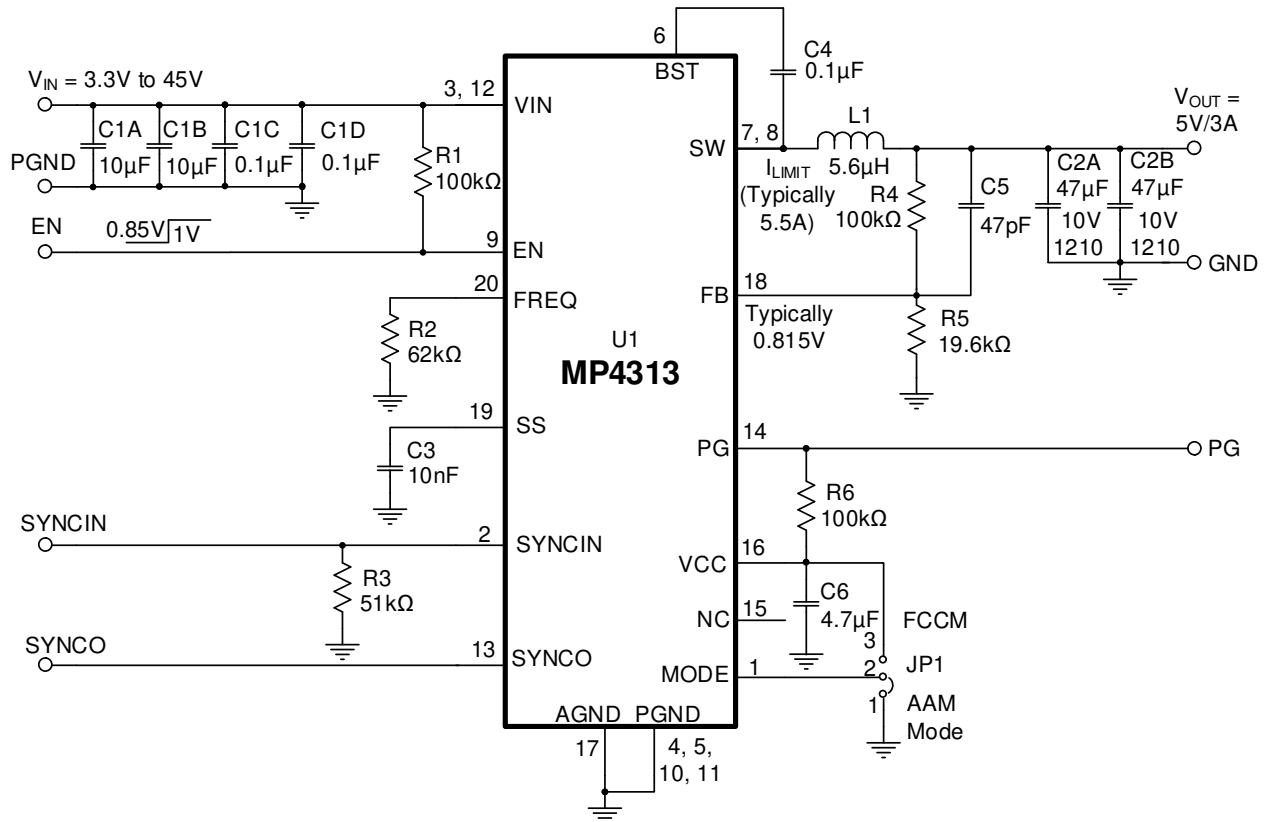 6
BST
C4
0.1µF
V_IN = 3.3V to 45V
3, 12
VIN
C1A
10µF
C1B
10µF
C1C
0.1µF
C1D
0.1µF
PGND
R1
100kΩ
EN
0.85V
1V
9
EN
7, 8
SW
L1
5.6µH
I_LIMIT
(Typically
5.5A)
R4
100kΩ
C5
47pF
C2A
47µF
10V
1210
C2B
47µF
10V
1210
V_OUT =
5V/3A
GND
20
FREQ
R2
62kΩ
FB
18
Typically
0.815V
R5
19.6kΩ
U1
MP4313
19
SS
C3
10nF
PG
14
PG
R6
100kΩ
SYNCIN
2
SYNCIN
R3
51kΩ
VCC
16
C6
4.7µF
NC
15
FCCM
3
SYNCO
13
SYNCO
MODE
1
2
JP1
1
AAM
Mode
AGND
PGND
17
4, 5,
10, 11